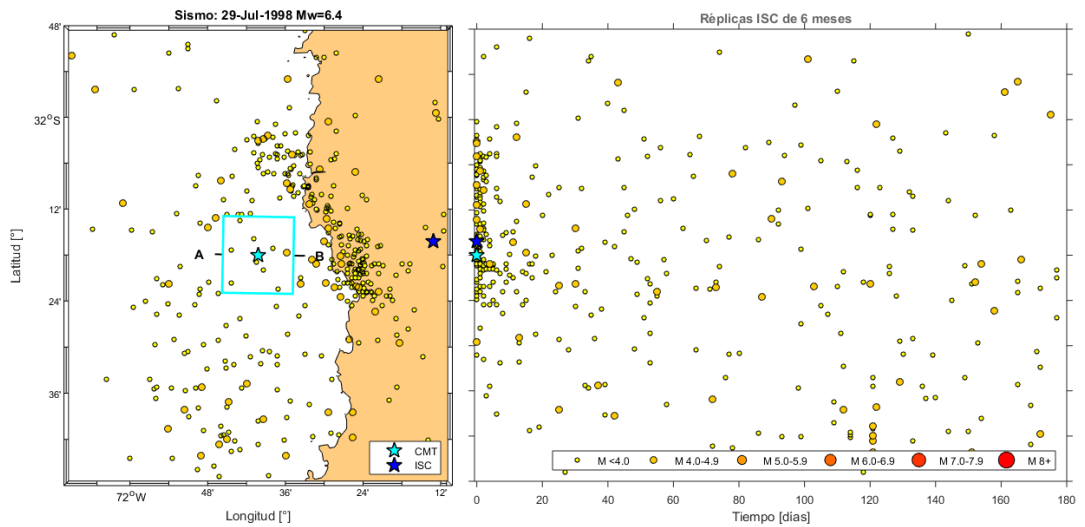 Sismo: 29-Jul-1998 Mw=6.4
48'
32°S
12'
24'
36'
Latitud [°]
A
B
CMT
ISC
72°W
48'
36'
24'
12'
Longitud [°]
Réplicas ISC de 6 meses
M <4.0
M 4.0-4.9
M 5.0-5.9
M 6.0-6.9
M 7.0-7.9
M 8+
0
20
40
60
80
100
120
140
160
180
Tiempo [días]